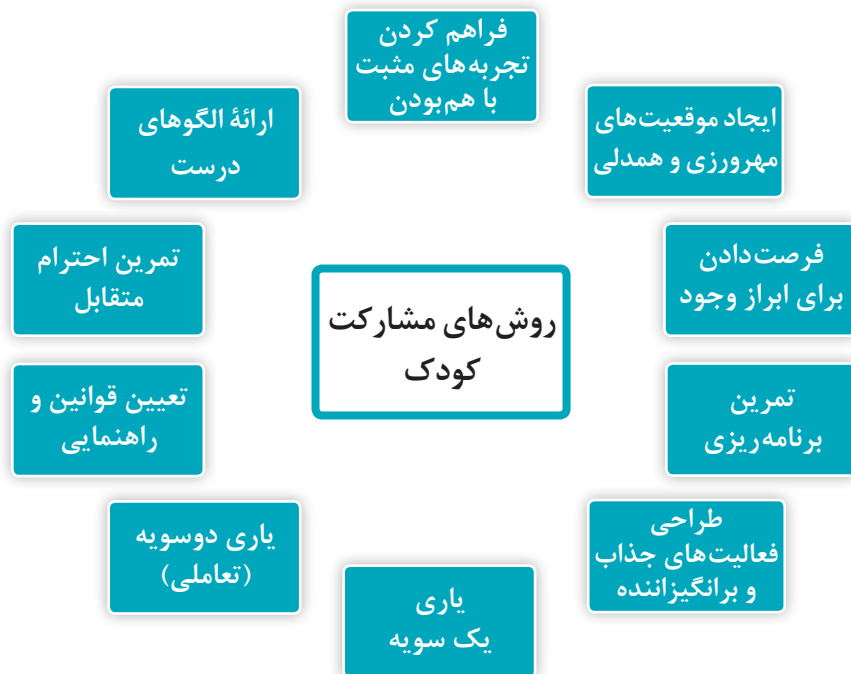 فراهم کردن
تجربه‌های مثبت
با هم‌بودن
ایجاد موقعیت‌های
مهرورزی و همدلی
فرصت‌دادن
برای ابراز وجود
تمرین
برنامه‌ریزی
طراحی
فعالیت‌های جذاب
و برانگیزاننده
یاری
یک سویه
یاری دوسویه
(تعاملی)
تعیین قوانین و
راهنمایی
تمرین احترام
متقابل
ارائهٔ الگوهای
درست
روش‌های مشارکت
کودک